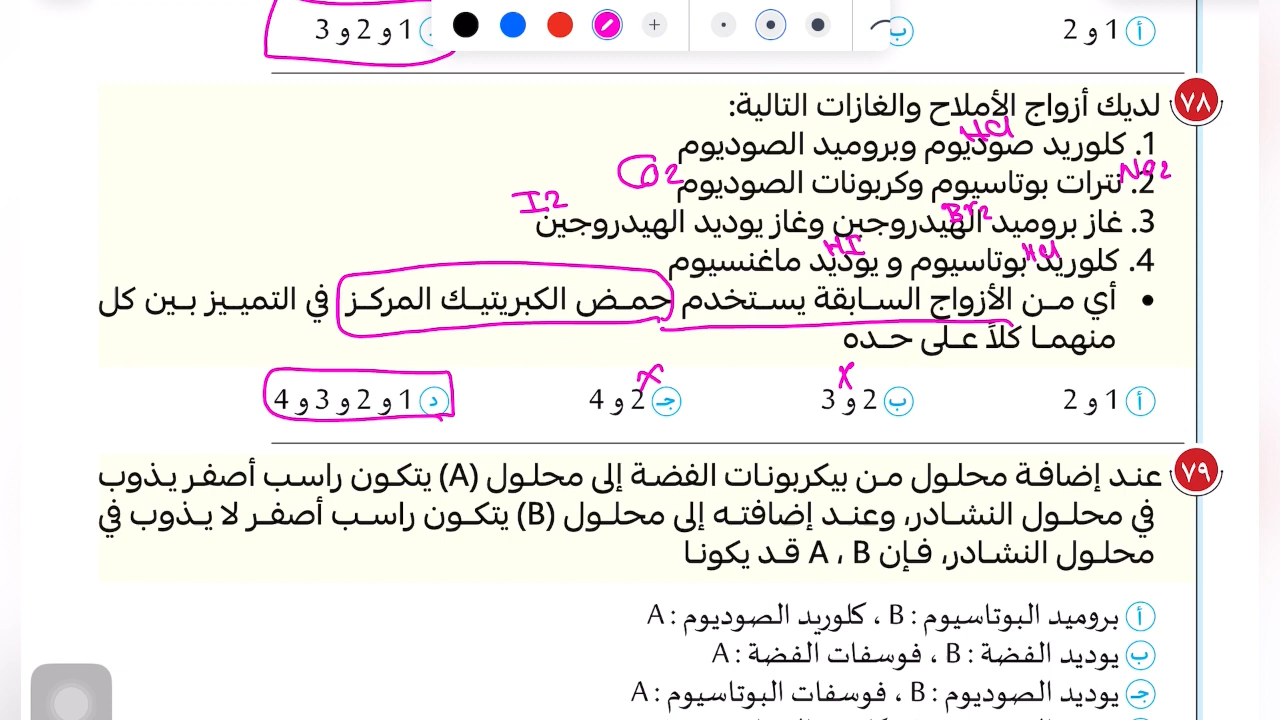 أ 1 و 2
ب
د 1 و 2 و 3
٧٨ لديك أزواج الأملاح والغازات التالية:
HCl
1. كلوريد صوديوم وبروميد الصوديوم
CO2 NO2
2. نترات بوتاسيوم وكربونات الصوديوم
I2 Br2
3. غاز بروميد الهيدروجين وغاز يوديد الهيدروجين
HI HCl
4. كلوريد بوتاسيوم و يوديد ماغنسيوم
• أي من الأزواج السابقة يستخدم حمض الكبريتيك المركز في التمييز بين كل
منهما كلاً على حده
x x
أ 1 و 2 ب 2 و 3 جـ 2 و 4 د 1 و 2 و 3 و 4
٧٩ عند إضافة محلول من بيكربونات الفضة إلى محلول (A) يتكون راسب أصفر يذوب
في محلول النشادر، وعند إضافته إلى محلول (B) يتكون راسب أصفر لا يذوب في
محلول النشادر، فإن A ، B قد يكونا
أ بروميد البوتاسيوم : B ، كلوريد الصوديوم : A
ب يوديد الفضة : B ، فوسفات الفضة : A
جـ يوديد الصوديوم : B ، فوسفات البوتاسيوم : A